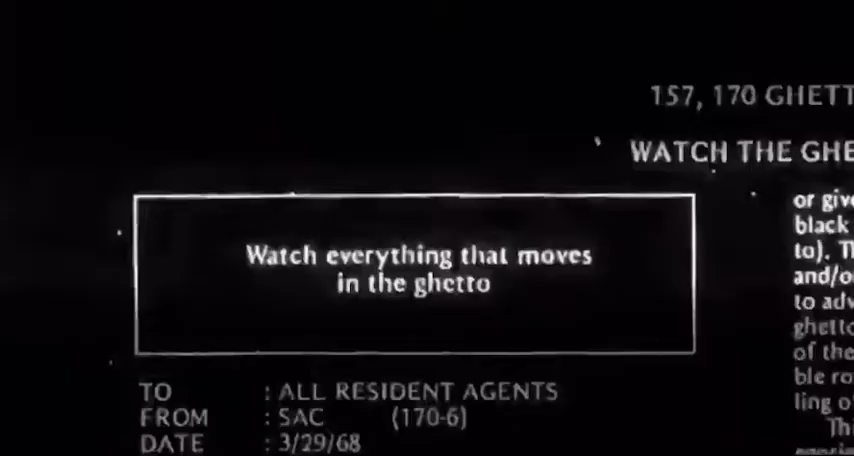 157, 170 GHETT
WATCH THE GHE
Watch everything that moves
in the ghetto
TO : ALL RESIDENT AGENTS
FROM : SAC (170-6)
DATE : 3/29/68
or give
black
to). Th
and/o
to adv
ghetto
of the
ble ro
ling of
Thi